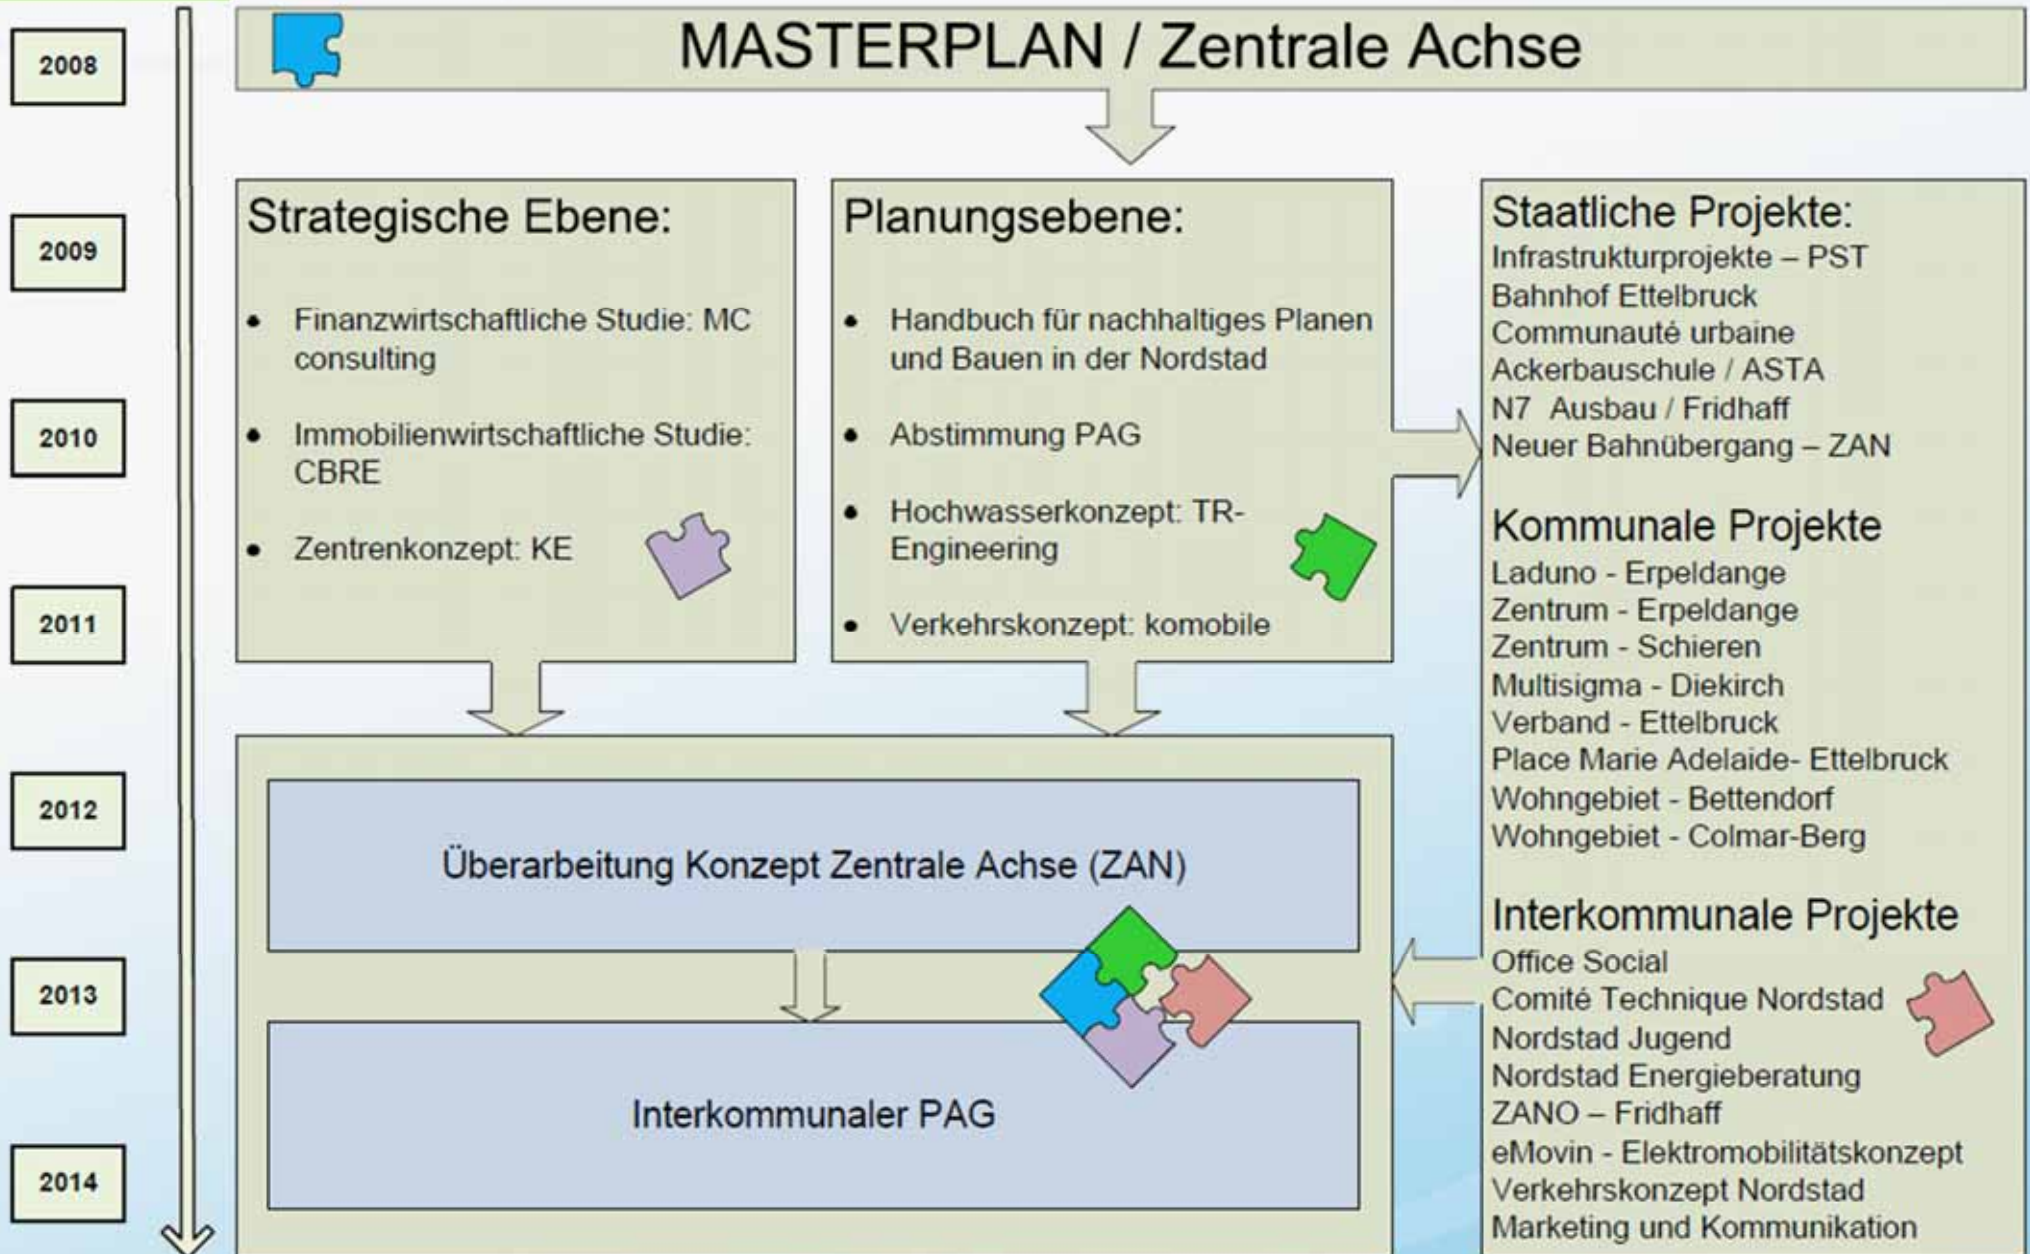 2008
2009
2010
2011
2012
2013
2014
MASTERPLAN / Zentrale Achse
Strategische Ebene:
• Finanzwirtschaftliche Studie: MC
consulting
• Immobilienwirtschaftliche Studie:
CBRE
• Zentrenkonzept: KE
Planungsebene:
• Handbuch für nachhaltiges Planen
und Bauen in der Nordstad
• Abstimmung PAG
• Hochwasserkonzept: TR-
Engineering
• Verkehrskonzept: komobile
Staatliche Projekte:
Infrastrukturprojekte – PST
Bahnhof Ettelbruck
Communauté urbaine
Ackerbauschule / ASTA
N7 Ausbau / Fridhaff
Neuer Bahnübergang – ZAN
Kommunale Projekte
Laduno - Erpeldange
Zentrum - Erpeldange
Zentrum - Schieren
Multisigma - Diekirch
Verband - Ettelbruck
Place Marie Adelaide- Ettelbruck
Wohngebiet - Bettendorf
Wohngebiet - Colmar-Berg
Interkommunale Projekte
Office Social
Comité Technique Nordstad
Nordstad Jugend
Nordstad Energieberatung
ZANO – Fridhaff
eMovin - Elektromobilitätskonzept
Verkehrskonzept Nordstad
Marketing und Kommunikation
Überarbeitung Konzept Zentrale Achse (ZAN)
Interkommunaler PAG